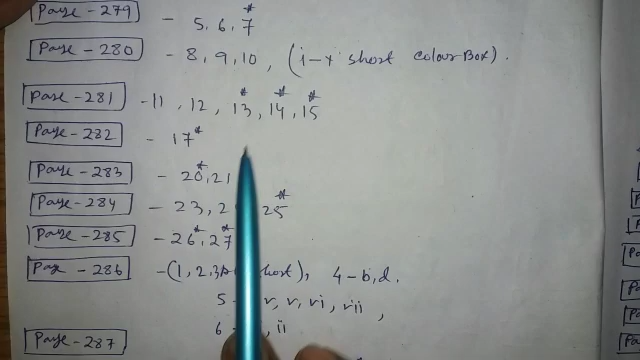 Page-279 - 5, 6, 7*
Page-280 - 8, 9, 10, (i-x short colour Box).
Page-281 - 11, 12, 13*, 14*, 15*
Page-282 - 17*
Page-283 - 20*, 21
Page-284 - 23, 25*
Page-285 - 26*, 27*
Page-286 - (1, 2, short), 4-b, d.
5 - v, vi, vii,
6 - ii
Page-287